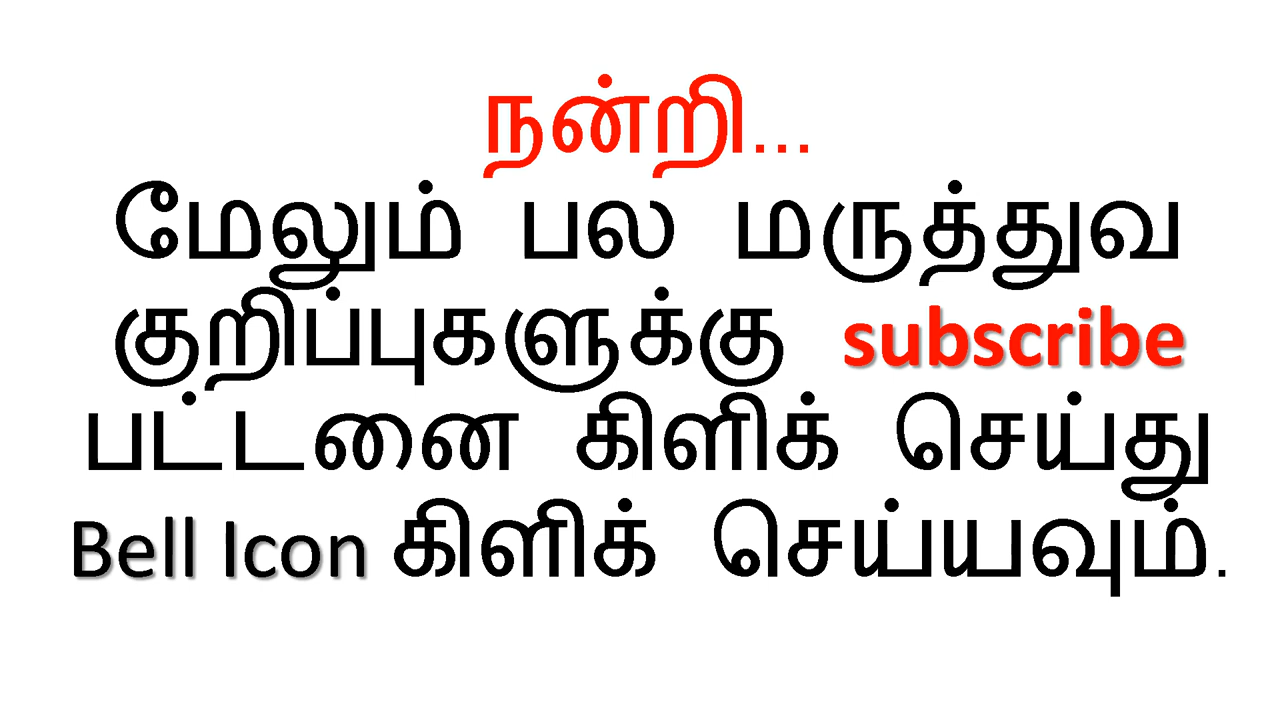 நன்றி...
மேலும் பல மருத்துவ
குறிப்புகளுக்கு subscribe
பட்டனை கிளிக் செய்து
Bell Icon கிளிக் செய்யவும்.